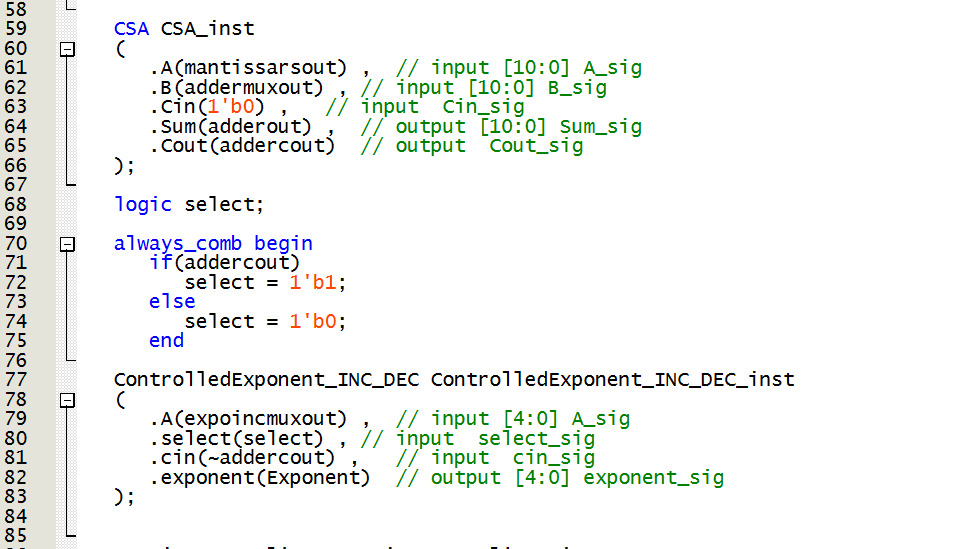 58
59 CSA CSA_inst
60 (
61 .A(mantissarsout) , // input [10:0] A_sig
62 .B(addermuxout) , // input [10:0] B_sig
63 .Cin(1'b0) , // input Cin_sig
64 .Sum(adderout) , // output [10:0] Sum_sig
65 .Cout(addercout) // output Cout_sig
66 );
67
68 logic select;
69
70 always_comb begin
71 if(addercout)
72 select = 1'b1;
73 else
74 select = 1'b0;
75 end
76
77 ControlledExponent_INC_DEC ControlledExponent_INC_DEC_inst
78 (
79 .A(expoincmuxout) , // input [4:0] A_sig
80 .select(select) , // input select_sig
81 .cin(~addercout) , // input cin_sig
82 .exponent(Exponent) // output [4:0] exponent_sig
83 );
84
85